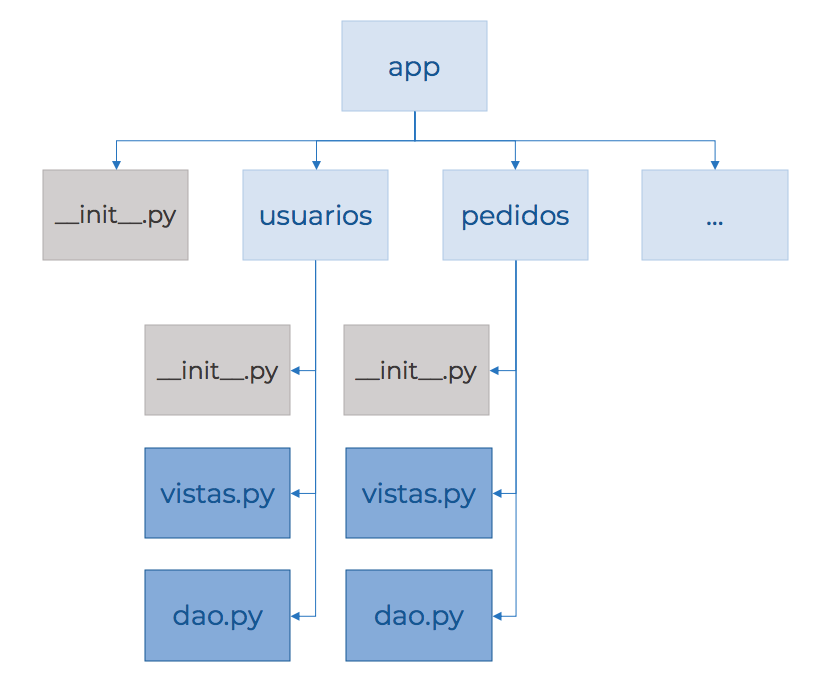 app
__init__.py
usuarios
pedidos
...
__init__.py
__init__.py
vistas.py
vistas.py
dao.py
dao.py